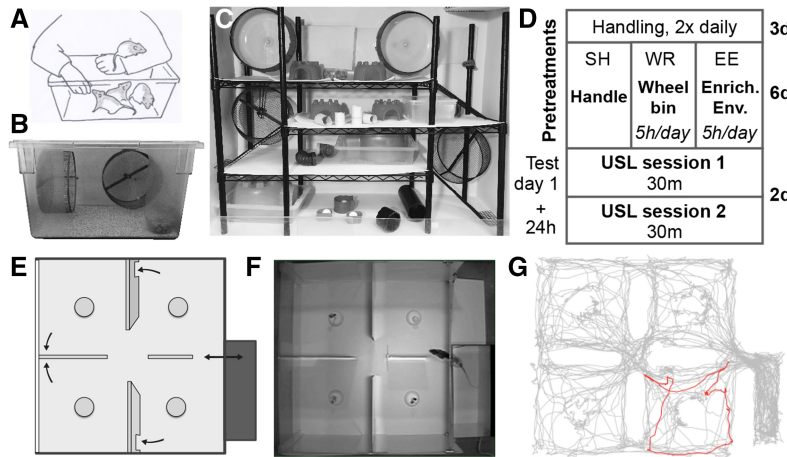 A
B
C
D
Pretreatments
Handling, 2x daily
3d
SH
WR
EE
Handle
Wheel
bin
5h/day
Enrich.
Env.
5h/day
6d
Test
day 1
+
24h
USL session 1
30m
USL session 2
30m
2d
E
F
G